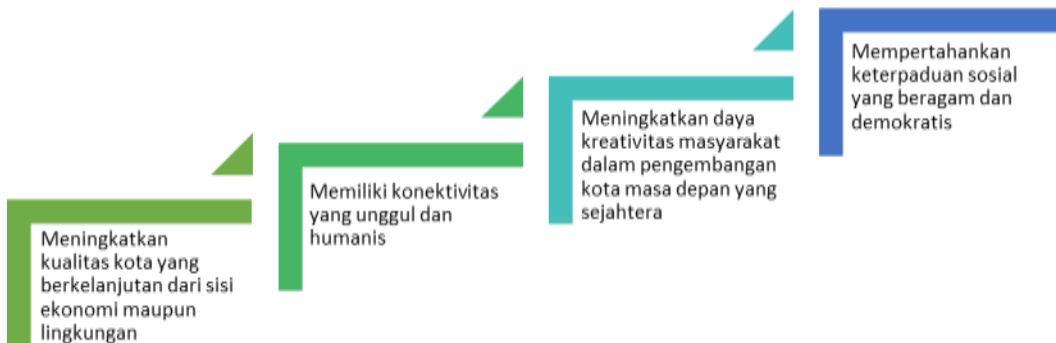 Meningkatkan
kualitas kota yang
berkelanjutan dari sisi
ekonomi maupun
lingkungan
Memiliki konektivitas
yang unggul dan
humanis
Meningkatkan daya
kreativitas masyarakat
dalam pengembangan
kota masa depan yang
sejahtera
Mempertahankan
keterpaduan sosial
yang beragam dan
demokratis